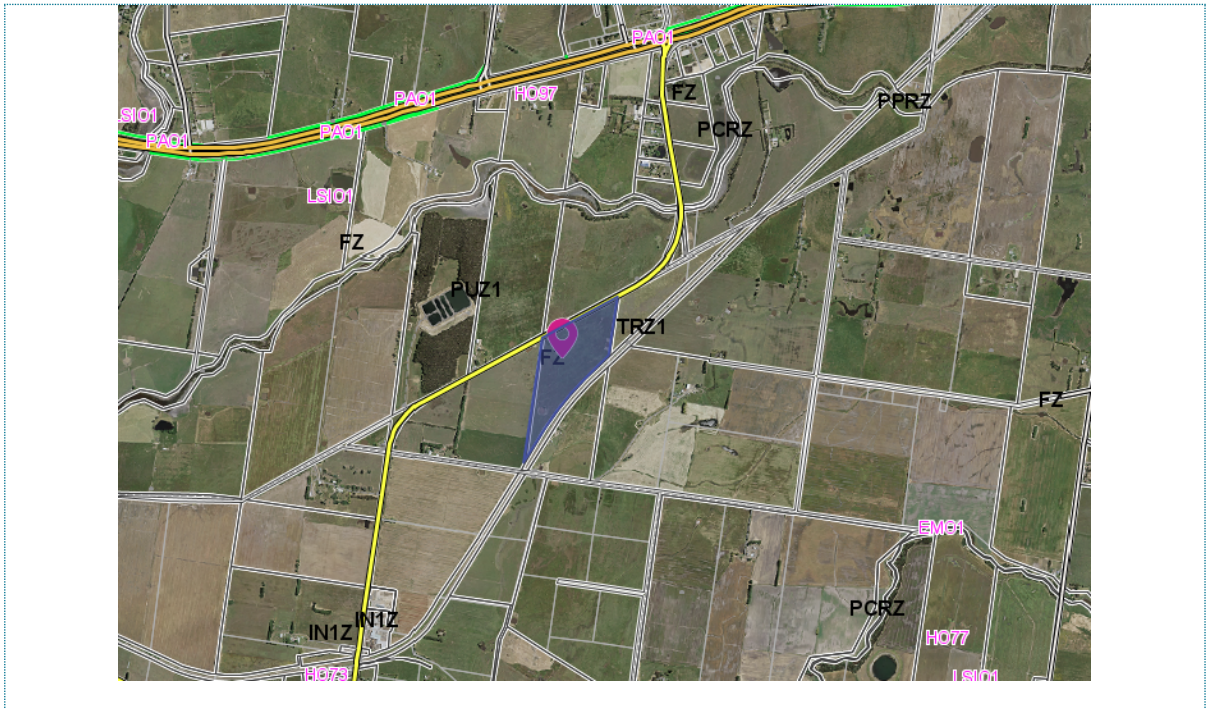 PAO1
FZ
PAO1
HO97
PPRZ
LSIO1
PCRZ
PAO1
PAO1
LSIO1
FZ
PUZ1
TRZ1
FZ
FZ
EMO1
PCRZ
IN1Z
IN1Z
HO77
HO73
LSIO1